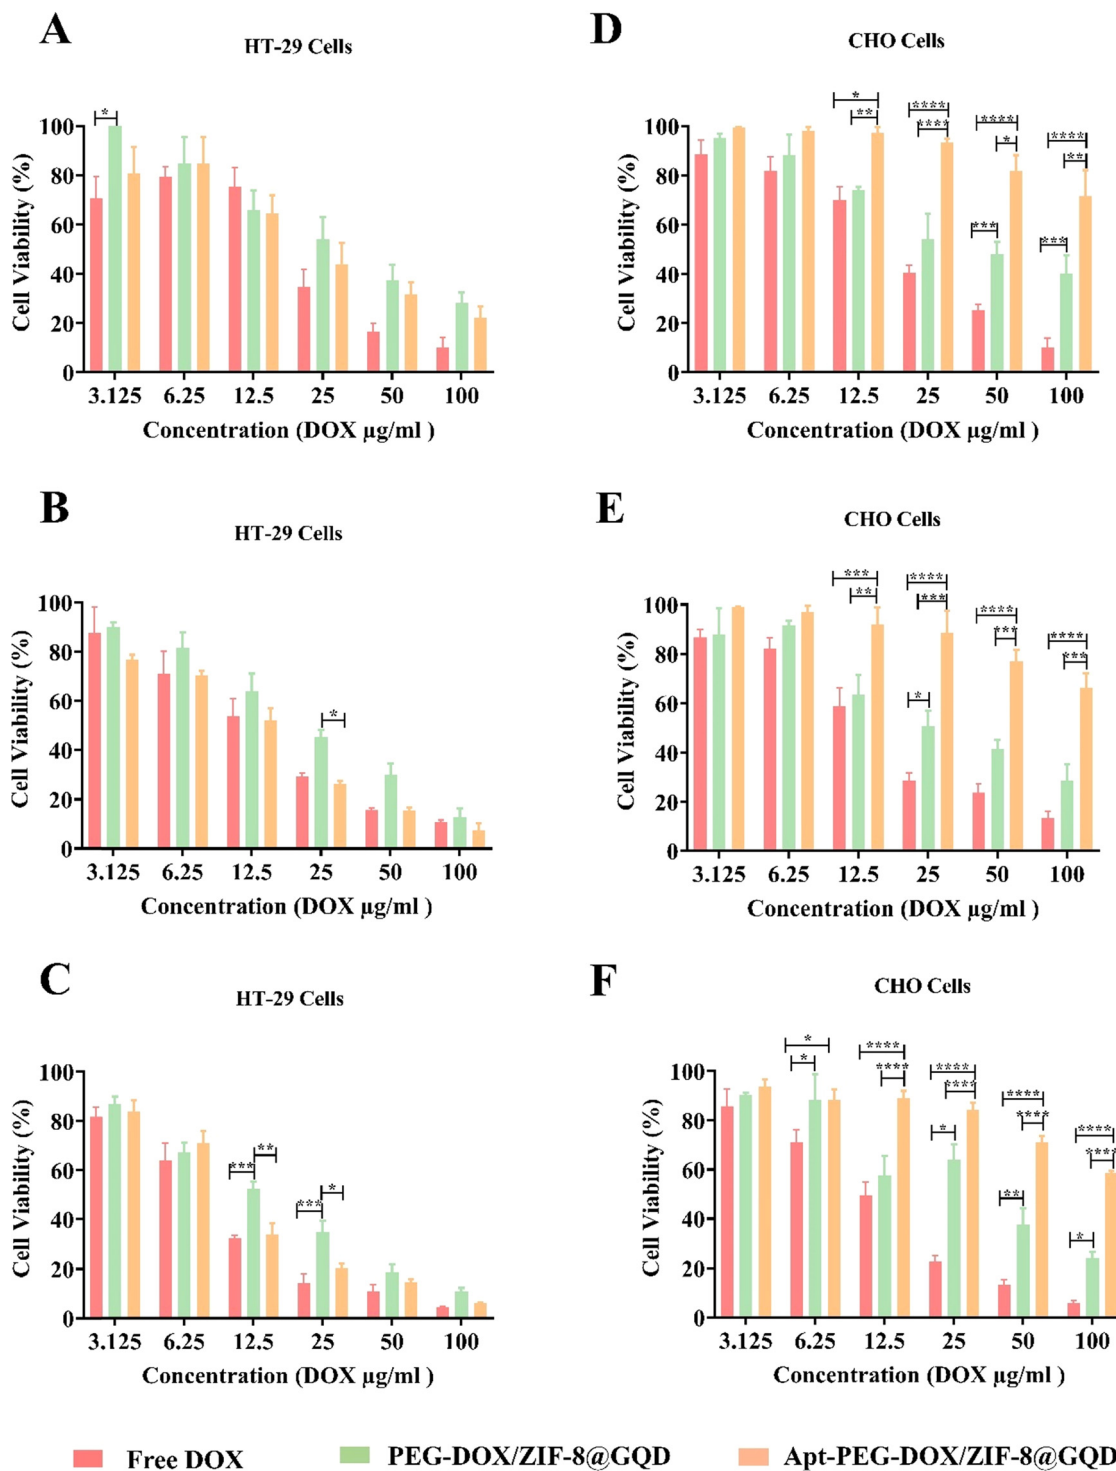 A
HT-29 Cells
*
Cell Viability (%)
100
80
60
40
20
0
3.125 6.25 12.5 25 50 100
Concentration (DOX µg/ml )
D
CHO Cells
* **** **** ****
** **** * **
*** ***
Cell Viability (%)
100
80
60
40
20
0
3.125 6.25 12.5 25 50 100
Concentration (DOX µg/ml )
B
HT-29 Cells
*
Cell Viability (%)
100
80
60
40
20
0
3.125 6.25 12.5 25 50 100
Concentration (DOX µg/ml )
E
CHO Cells
*** **** **** ****
** *** *** ***
*
Cell Viability (%)
100
80
60
40
20
0
3.125 6.25 12.5 25 50 100
Concentration (DOX µg/ml )
C
HT-29 Cells
** *
*** ***
Cell Viability (%)
100
80
60
40
20
0
3.125 6.25 12.5 25 50 100
Concentration (DOX µg/ml )
F
CHO Cells
* **** **** **** ****
* **** **** **** ****
* ** *
Cell Viability (%)
100
80
60
40
20
0
3.125 6.25 12.5 25 50 100
Concentration (DOX µg/ml )
Free DOX PEG-DOX/ZIF-8@GQD Apt-PEG-DOX/ZIF-8@GQD